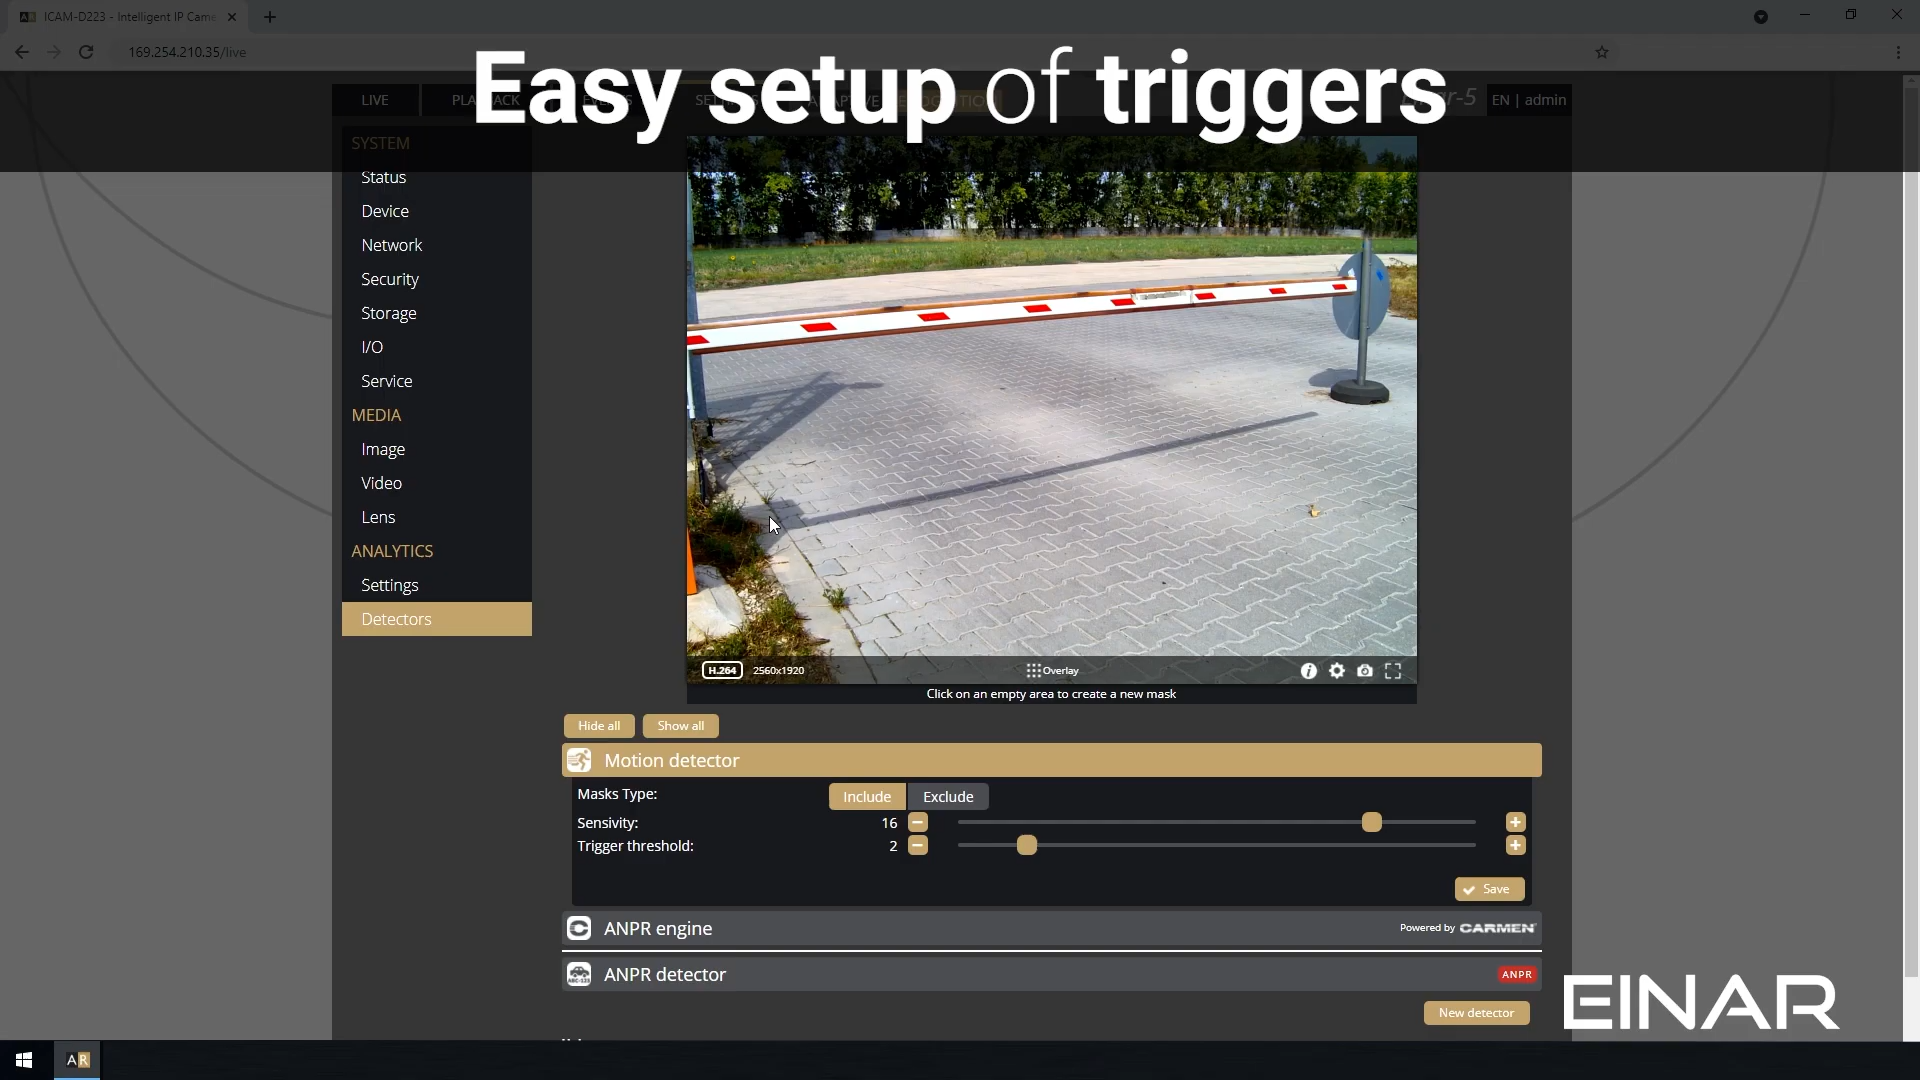 ICAM-D223 - Intelligent IP Came
169.254.210.35/live
Easy setup of triggers
LIVE
EN | admin
SYSTEM
Status
Device
Network
Security
Storage
I/O
Service
MEDIA
Image
Video
Lens
ANALYTICS
Settings
Detectors
H.264 2560x1920 Overlay
Click on an empty area to create a new mask
Hide all Show all
Motion detector
Masks Type: Include Exclude
Sensivity: 16
Trigger threshold: 2
Save
ANPR engine Powered by CARMEN
ANPR detector ANPR
New detector
EINAR
AR